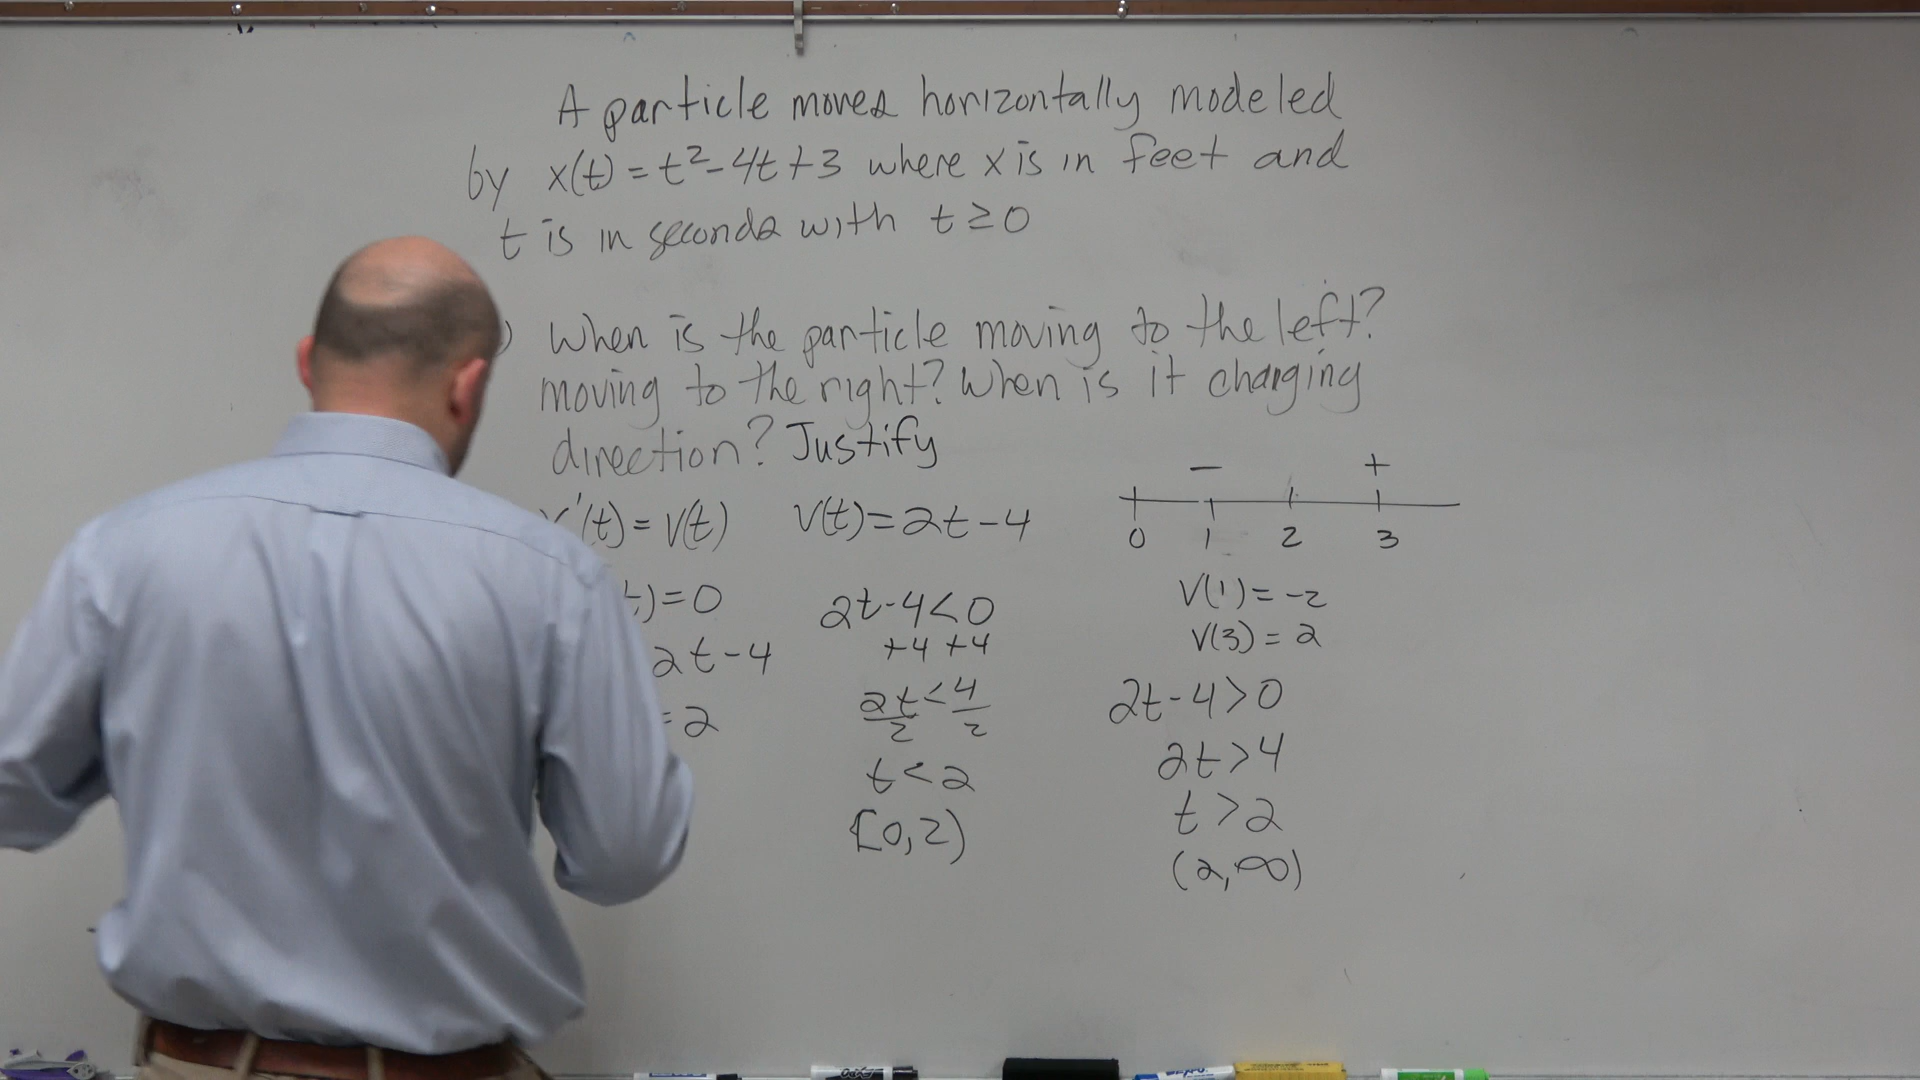 A particle moves horizontally modeled
by x(t) = t²-4t+3 where x is in feet and
t is in seconds with t ≥ 0
) When is the particle moving to the left?
moving to the right? When is it changing
direction? Justify
'(t) = v(t)
v(t) = 2t-4
t) = 0
2t-4
= 2
2t-4<0
+4 +4
2t/2 < 4/2
t < 2
[0,2)
- +
0 1 2 3
V(1) = -2
V(3) = 2
2t-4>0
2t>4
t>2
(2,∞)
EXPO